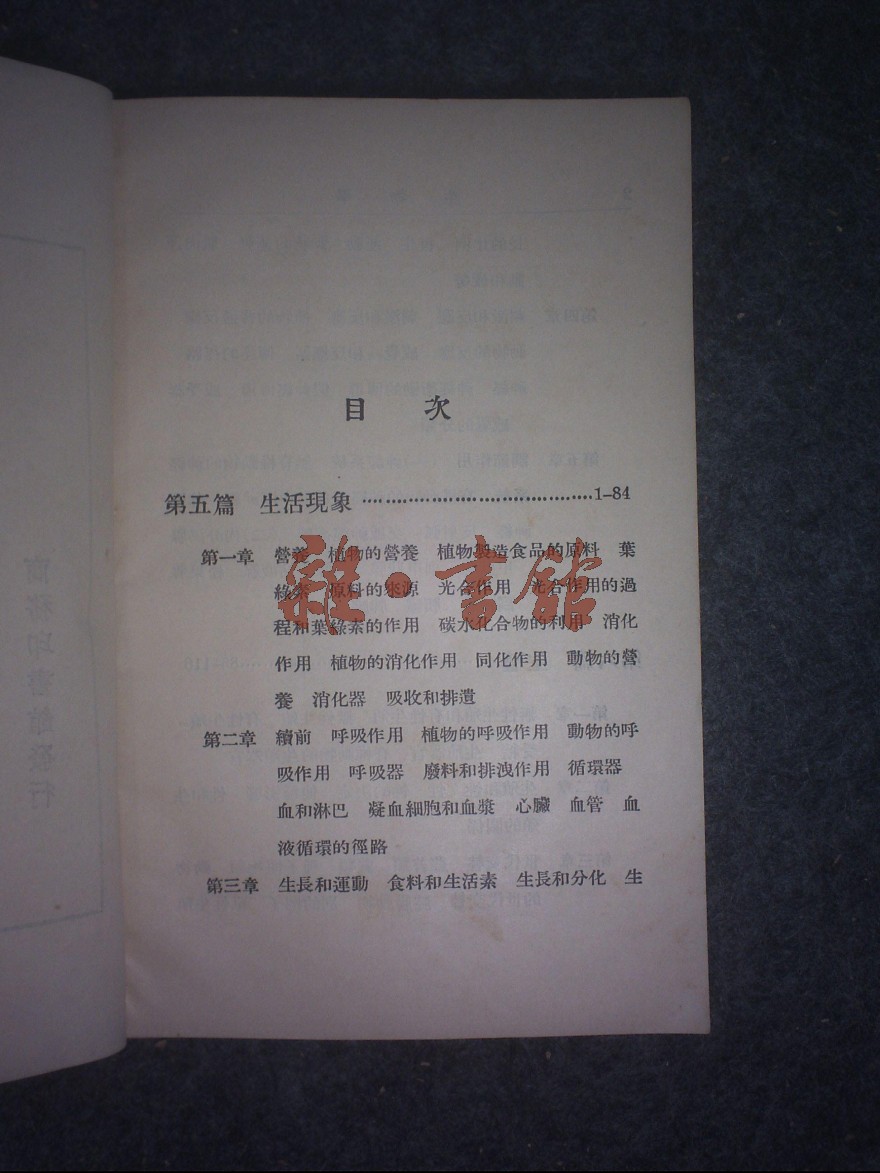 目 次
第五篇 生活現象 ........................................1-84
第一章 營養 植物的營養 植物製造食品的原料 葉
綠素 原料的來源 光合作用 光合作用的過
程和葉綠素的作用 碳水化合物的利用 消化
作用 植物的消化作用 同化作用 動物的營
養 消化器 吸收和排遺
第二章 續前 呼吸作用 植物的呼吸作用 動物的呼
吸作用 呼吸器 廢料和排洩作用 循環器
血和淋巴 凝血細胞和血漿 心臟 血管 血
液循環的徑路
第三章 生長和運動 食料和生活素 生長和分化 生
雜·書館
商務印書館發行